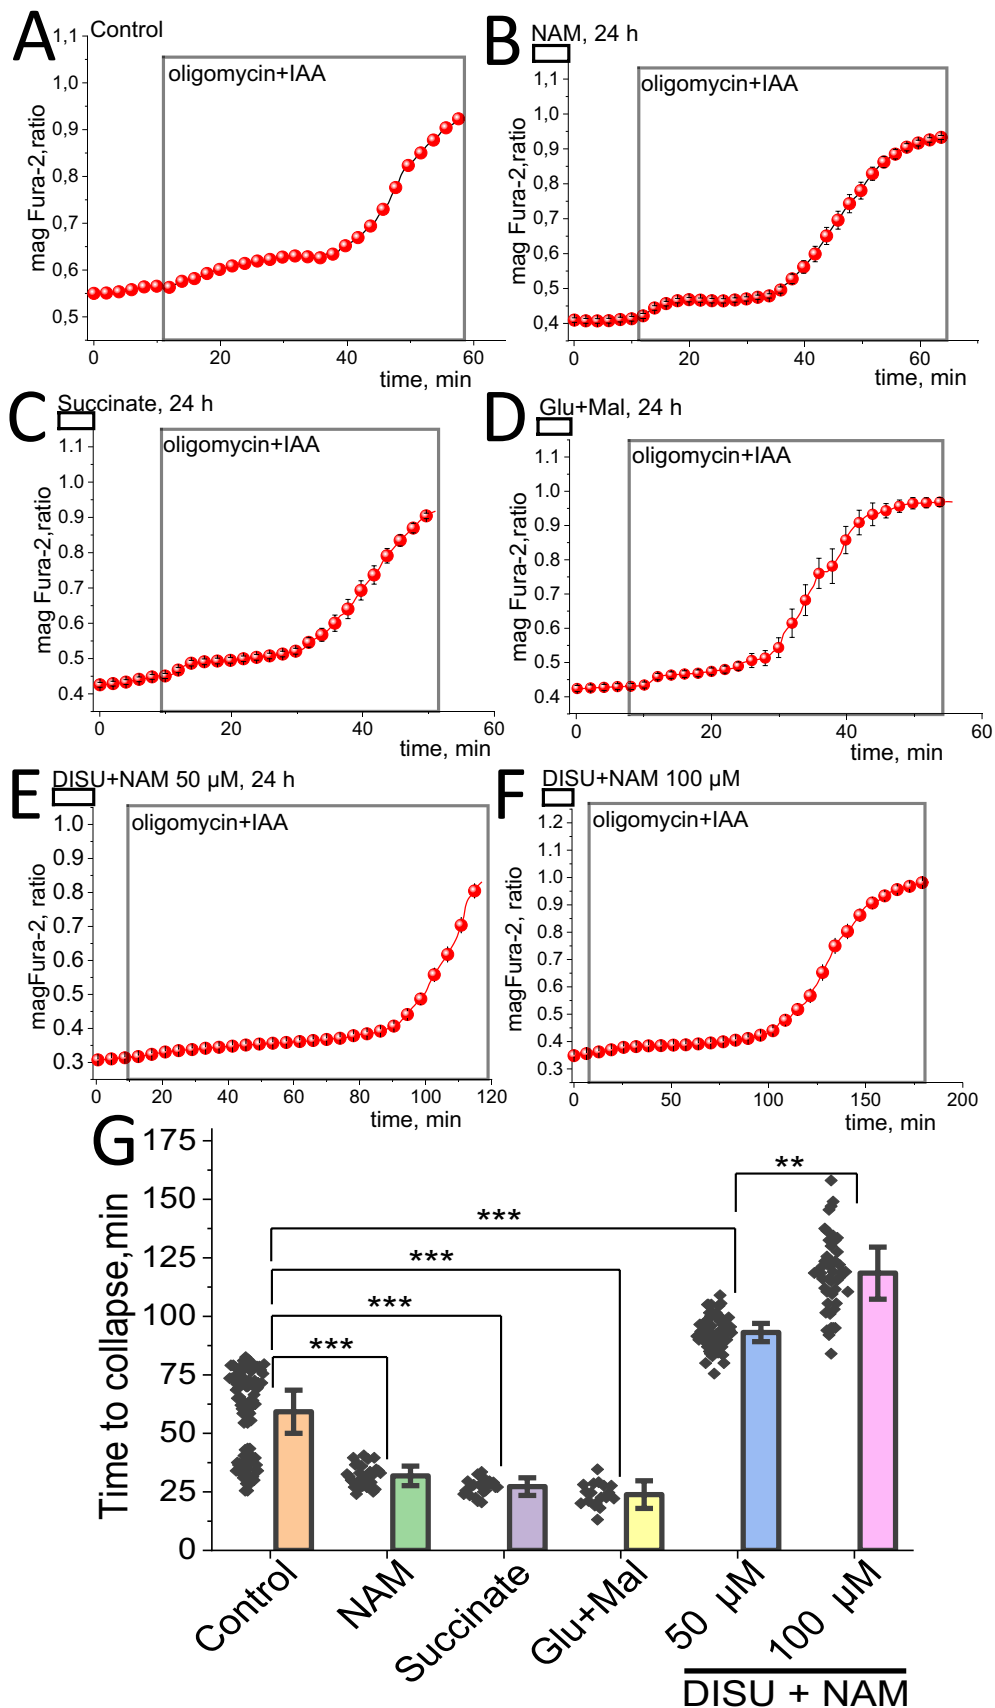 A Control
1,1
1,0
0,9
0,8
0,7
0,6
0,5
mag Fura-2,ratio
oligomycin+IAA
0 20 40 60
time, min
B NAM, 24 h
1,1
1,0
0,9
0,8
0,7
0,6
0,5
0,4
mag Fura-2,ratio
oligomycin+IAA
0 20 40 60
time, min
C Succinate, 24 h
1.1
1.0
0.9
0.8
0.7
0.6
0.5
0.4
mag Fura-2,ratio
oligomycin+IAA
0 20 40 60
time, min
D Glu+Mal, 24 h
1.1
1.0
0.9
0.8
0.7
0.6
0.5
0.4
mag Fura-2,ratio
oligomycin+IAA
0 20 40 60
time, min
E DISU+NAM 50 µM, 24 h
1.0
0.9
0.8
0.7
0.6
0.5
0.4
0.3
magFura-2, ratio
oligomycin+IAA
0 20 40 60 80 100 120
time, min
F DISU+NAM 100 µM
1.2
1.1
1.0
0.9
0.8
0.7
0.6
0.5
0.4
0.3
magFura-2, ratio
oligomycin+IAA
0 50 100 150 200
time, min
G
175
150
125
100
75
50
25
0
Time to collapse,min
**
***
***
***
***
Control
NAM
Succinate
Glu+Mal
50 µM
100 µM
DISU + NAM